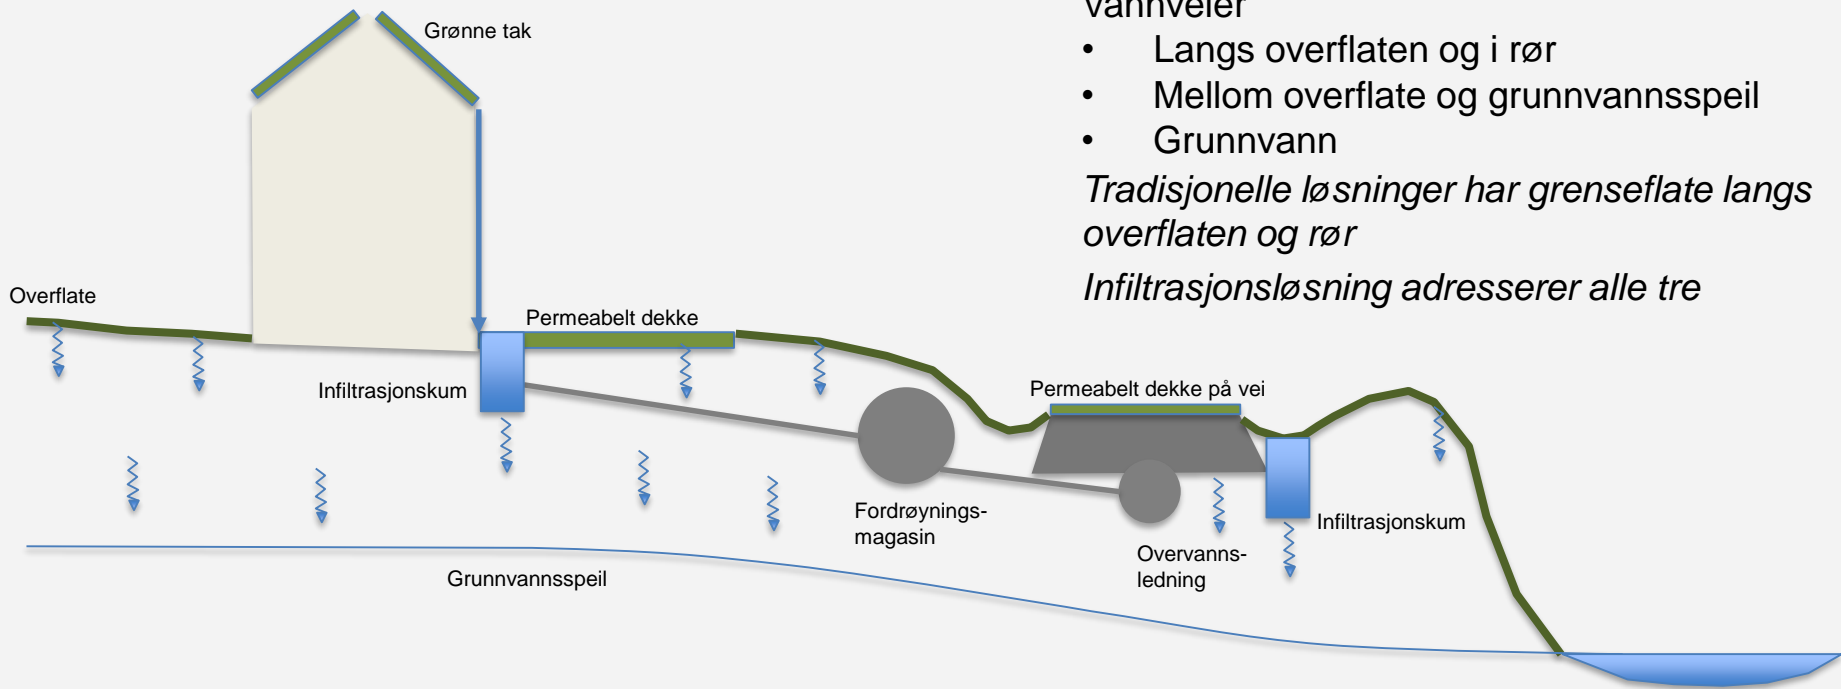 vannveier
• Langs overflaten og i rør
• Mellom overflate og grunnvannsspeil
• Grunnvann
Tradisjonelle løsninger har grenseflate langs
overflaten og rør
Infiltrasjonsløsning adresserer alle tre
Grønne tak
Overflate
Permeabelt dekke
Infiltrasjonskum
Permeabelt dekke på vei
Fordrøynings-
magasin
Overvanns-
ledning
Infiltrasjonskum
Grunnvannsspeil